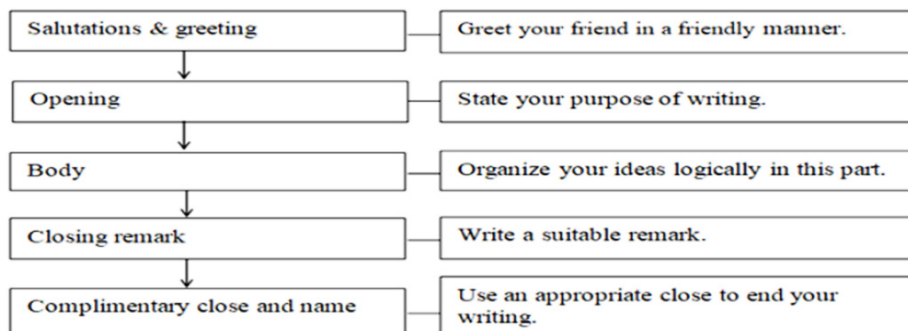 Salutations & greeting
Greet your friend in a friendly manner.
Opening
State your purpose of writing.
Body
Organize your ideas logically in this part.
Closing remark
Write a suitable remark.
Complimentary close and name
Use an appropriate close to end your
writing.